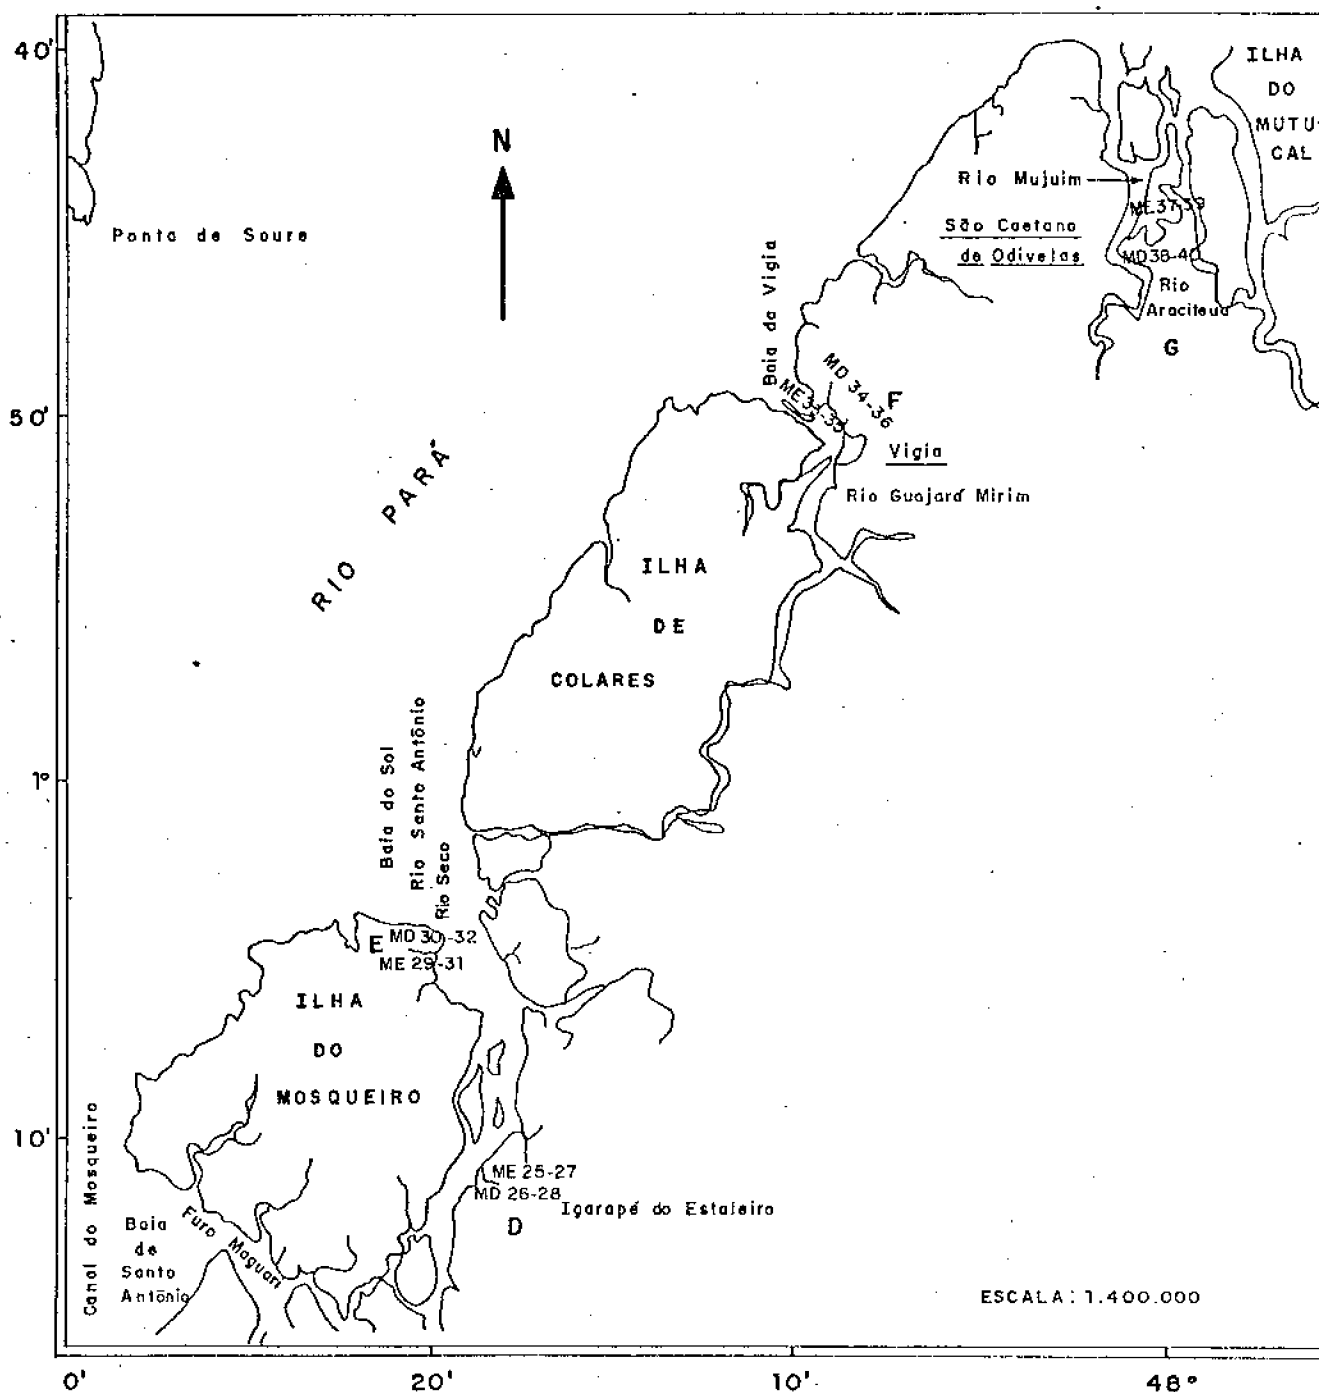 40'
ILHA
DO
MUTU-
CAL
N
Rio Mujuim
ME 37-39
Ponta de Soure
São Caetano
de Odivelas
MD 38-40
Rio
Araciteua
G
Baia da Vigia
MD 34-36
F
50'
Vigia
Rio Guajará Mirim
RIO PARÁ
ILHA
DE
COLARES
Baia do Sol
Rio Santo Antônio
Rio Seco
1°
E
MD 30-32
ME 29-31
ILHA
DO
MOSQUEIRO
10'
Canal do Mosqueiro
ME 25-27
MD 26-28
Igarapé do Estaleiro
D
Furo Maguari
Baia
de
Santo
Antônio
ESCALA: 1.400.000
0'
20'
10'
48°